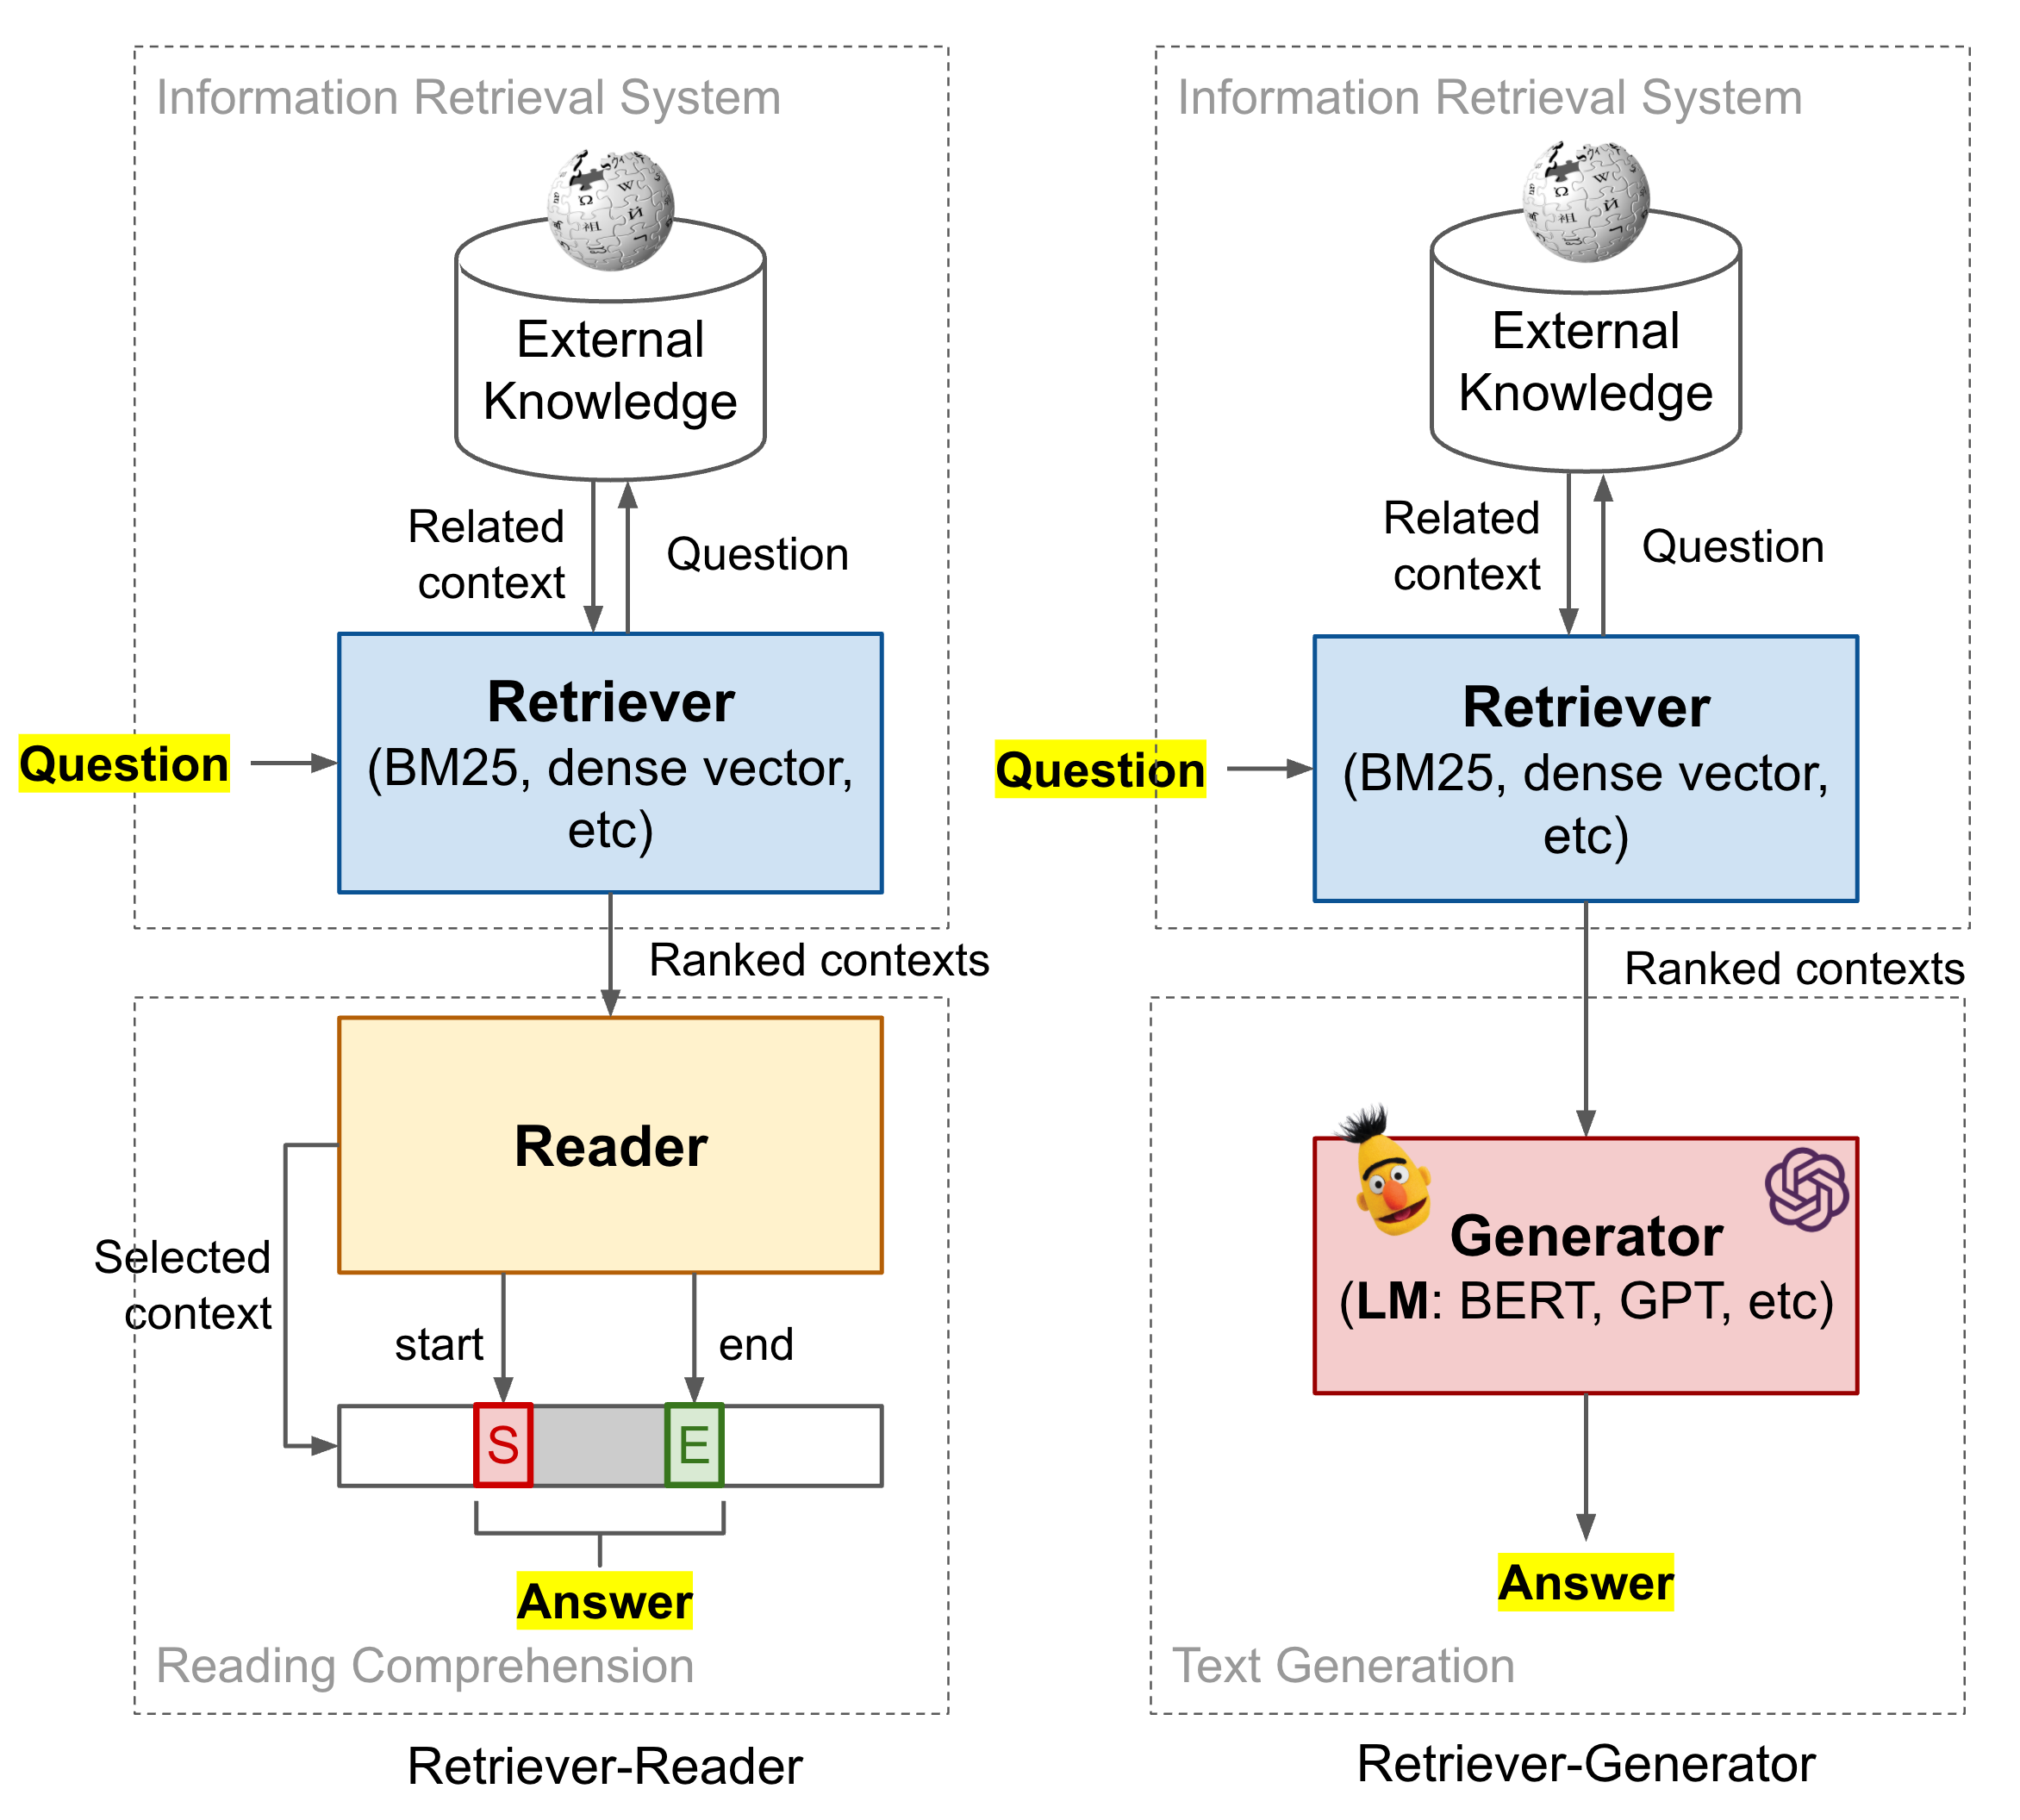 Information Retrieval System
External
Knowledge
Related
context
Question
Retriever
(BM25, dense vector,
etc)
Question
Ranked contexts
Reader
Selected
context
start
end
S
E
Answer
Reading Comprehension
Retriever-Reader
Information Retrieval System
External
Knowledge
Related
context
Question
Retriever
(BM25, dense vector,
etc)
Question
Ranked contexts
Generator
(LM: BERT, GPT, etc)
Answer
Text Generation
Retriever-Generator